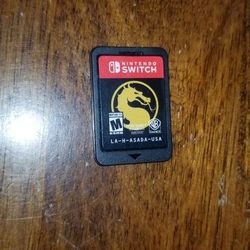 NINTENDO
SWITCH
M
LA-H-ASADA-USA